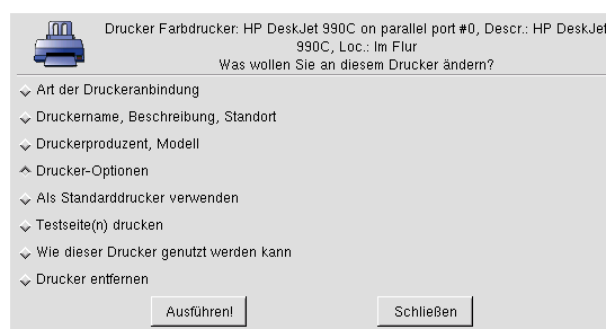 Drucker Farbdrucker: HP DeskJet 990C on parallel port #0, Descr.: HP DeskJet
990C, Loc.: Im Flur
Was wollen Sie an diesem Drucker ändern?
Art der Druckeranbindung
Druckername, Beschreibung, Standort
Druckerproduzent, Modell
Drucker-Optionen
Als Standarddrucker verwenden
Testseite(n) drucken
Wie dieser Drucker genutzt werden kann
Drucker entfernen
Ausführen! Schließen